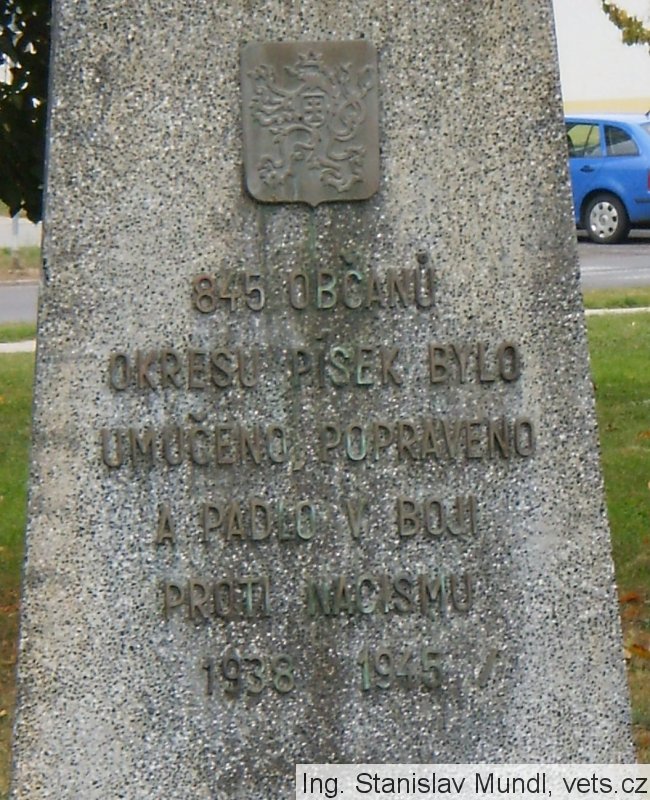 845 OBČANŮ
OKRESU PÍSEK BYLO
UMUČENO, POPRAVENO
A PADLO V BOJI
PROTI NACISMU
1938 1945
Ing. Stanislav Mundl, vets.cz